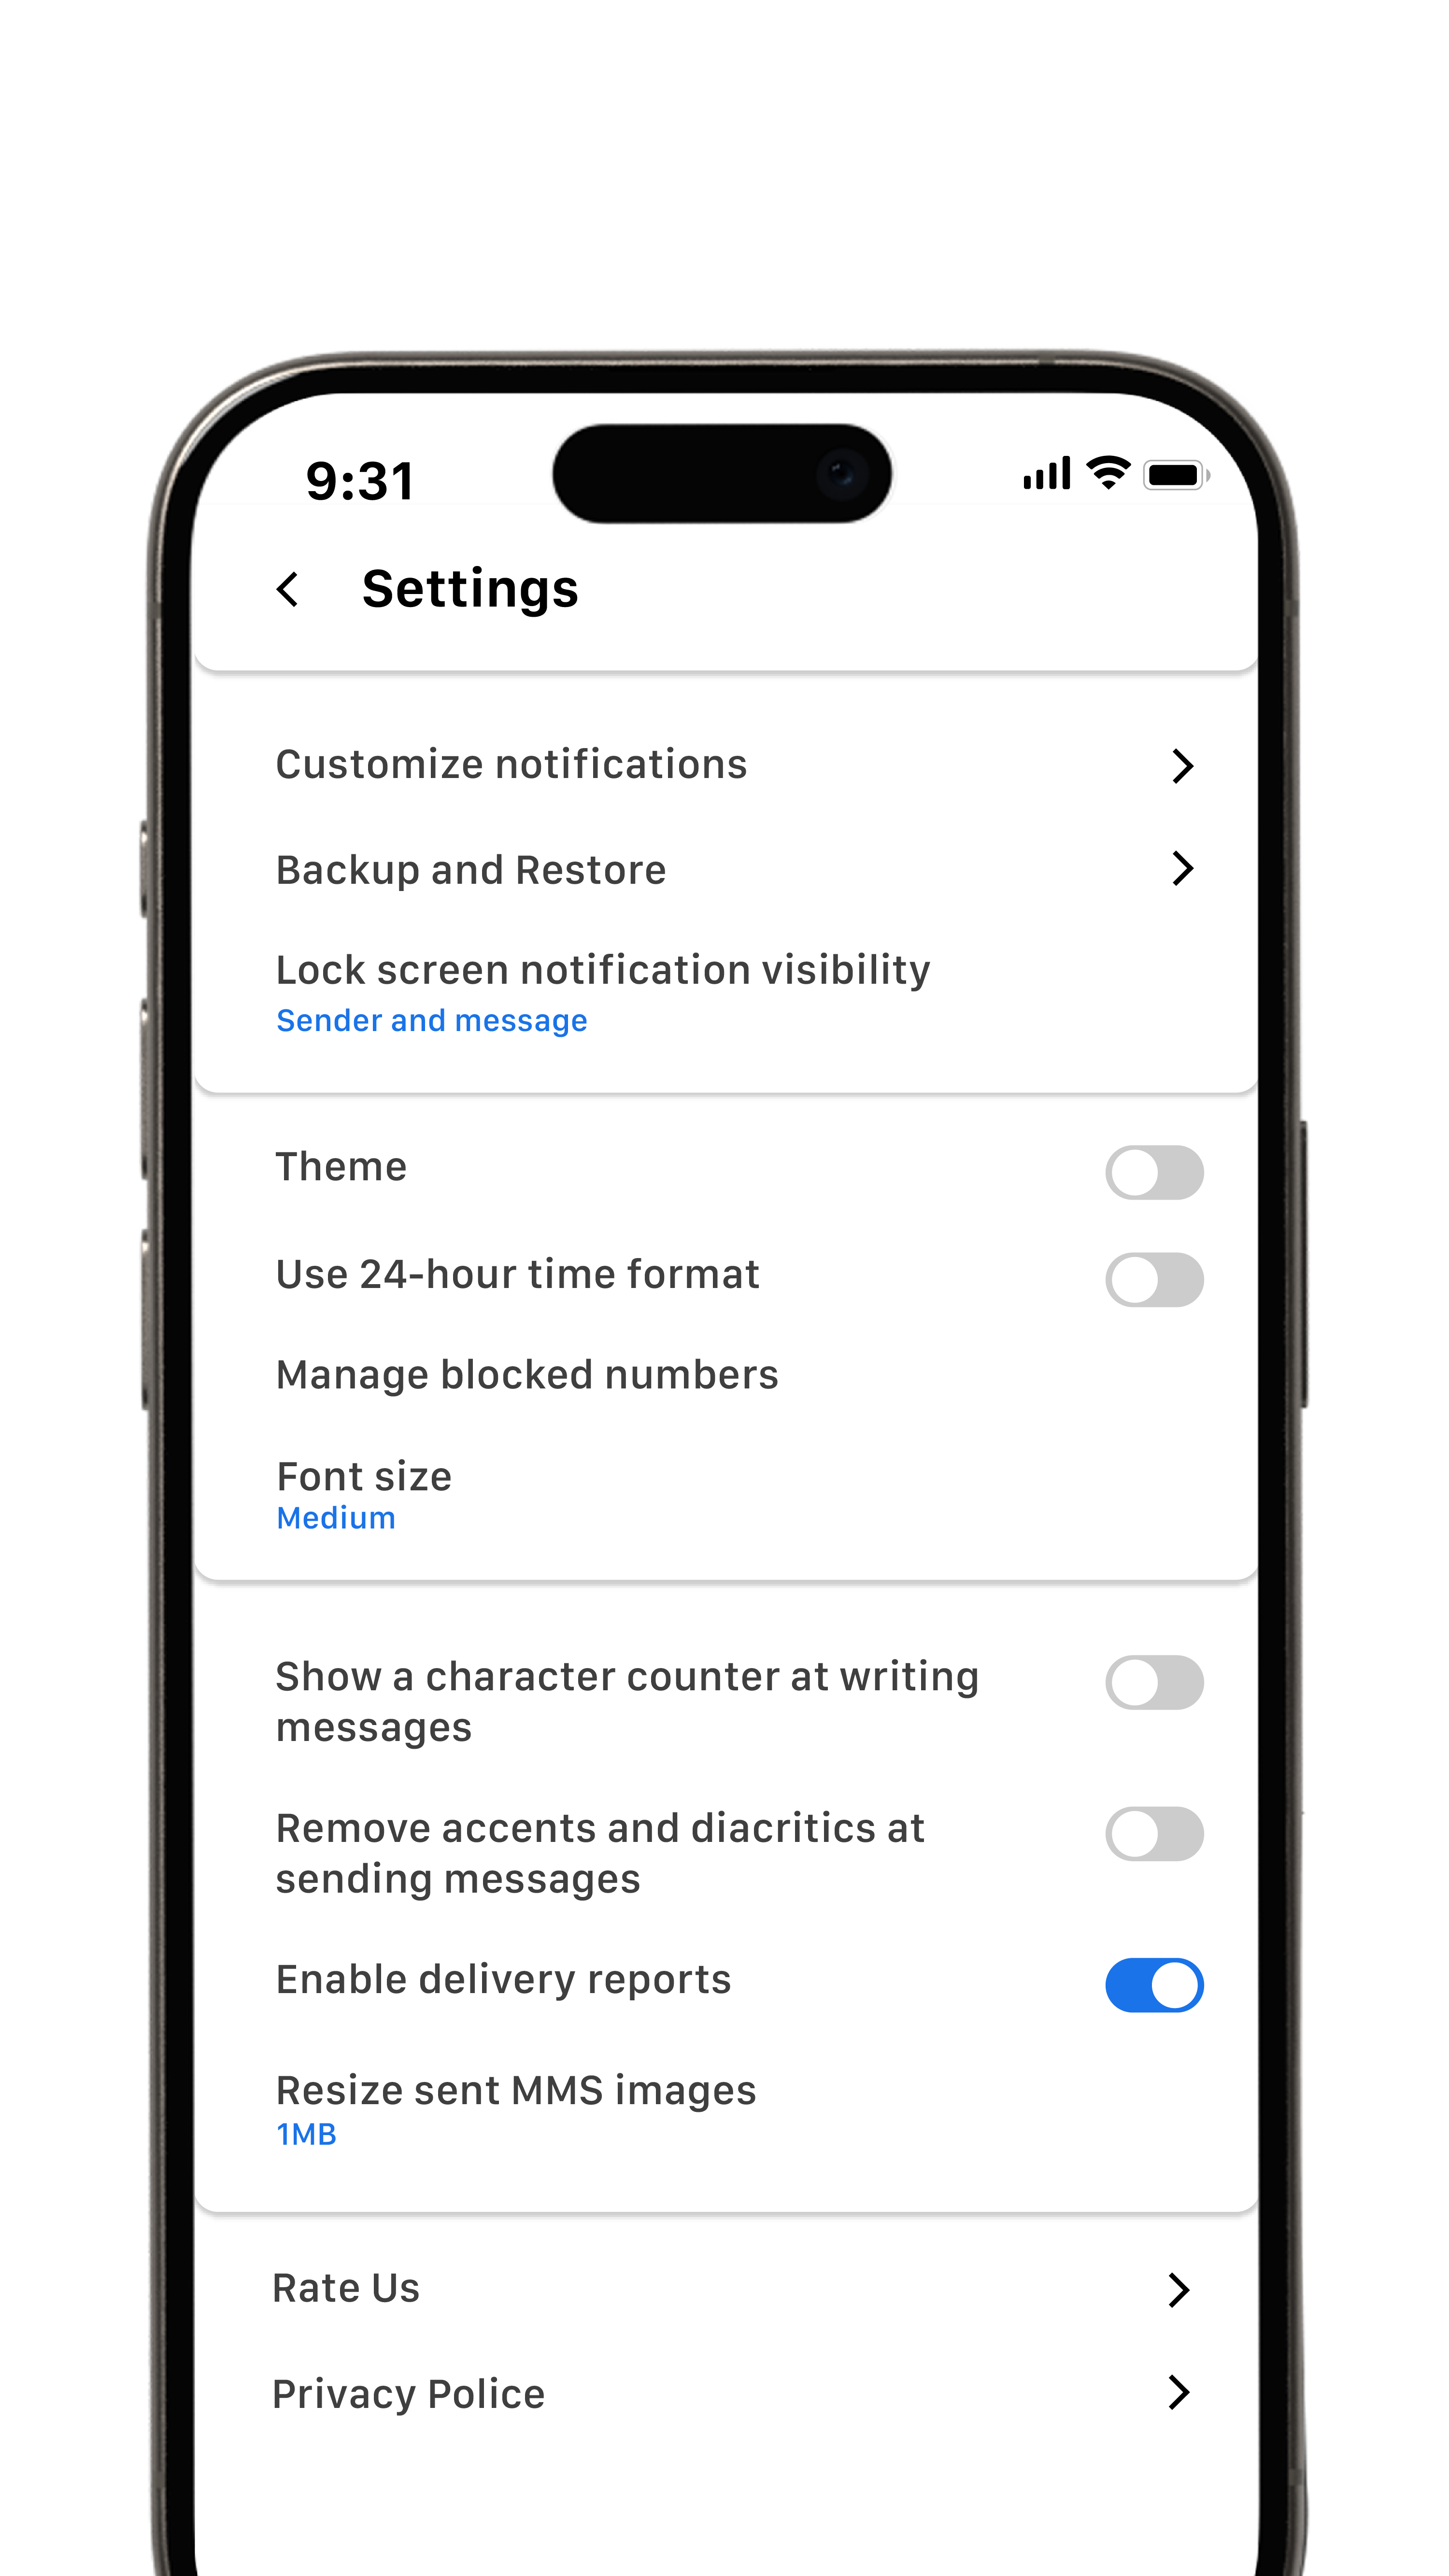 9:31
Settings
Customize notifications
Backup and Restore
Lock screen notification visibility
Sender and message
Theme
Use 24-hour time format
Manage blocked numbers
Font size
Medium
Show a character counter at writing
messages
Remove accents and diacritics at
sending messages
Enable delivery reports
Resize sent MMS images
1MB
Rate Us
Privacy Police